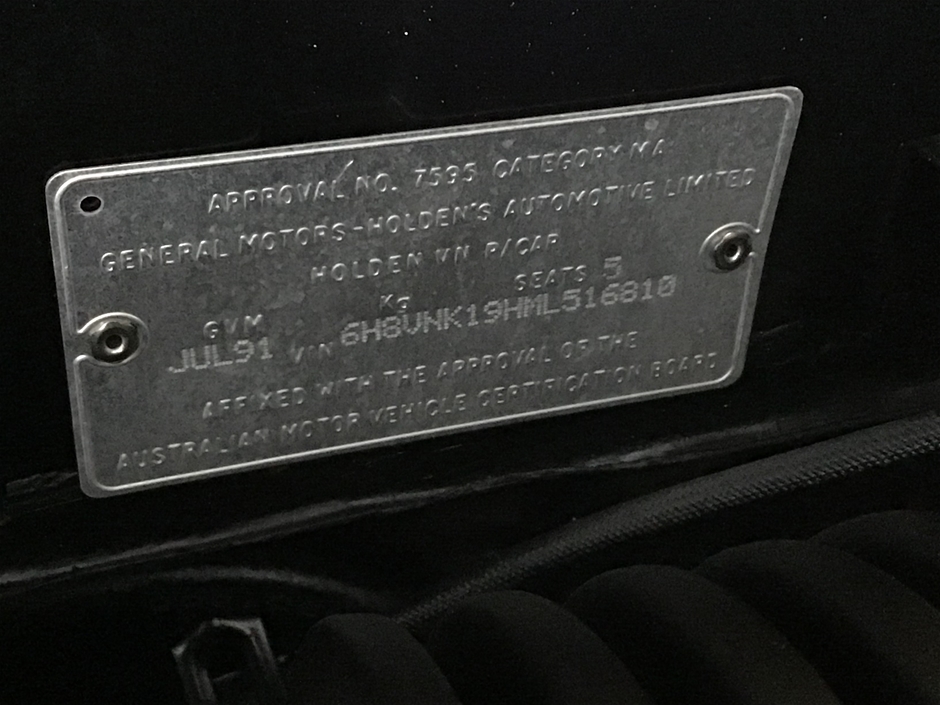 APPROVAL NO. 7595 CATEGORY MA
GENERAL MOTORS-HOLDEN'S AUTOMOTIVE LIMITED
HOLDEN VN P/CAR
GVM Kg SEATS 5
JUL91 VIN 6H8VNK19HML516810
AFFIXED WITH THE APPROVAL OF THE
AUSTRALIAN MOTOR VEHICLE CERTIFICATION BOARD